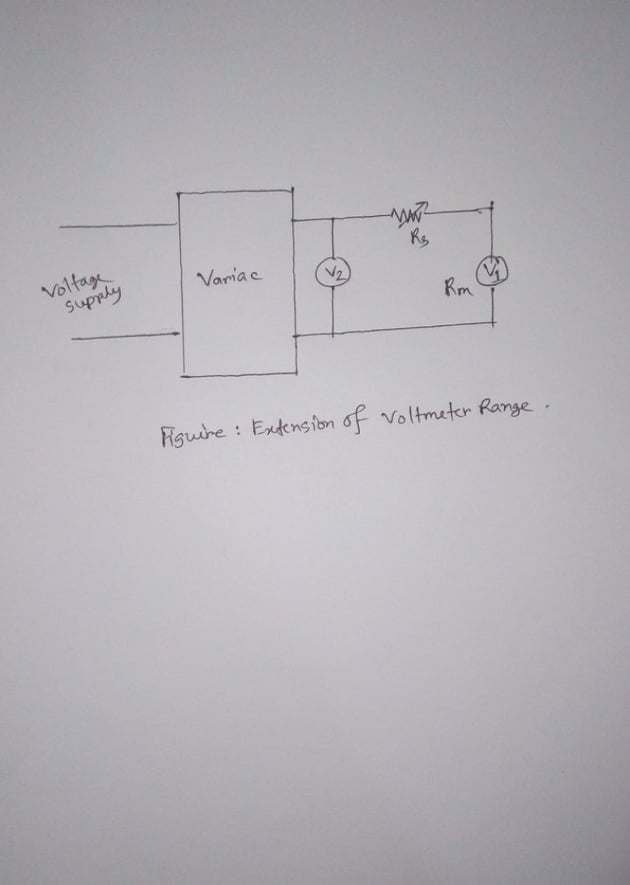 Voltage
supply
Variac
V2
Rs
Rm
V1
Figure : Extension of Voltmeter Range .